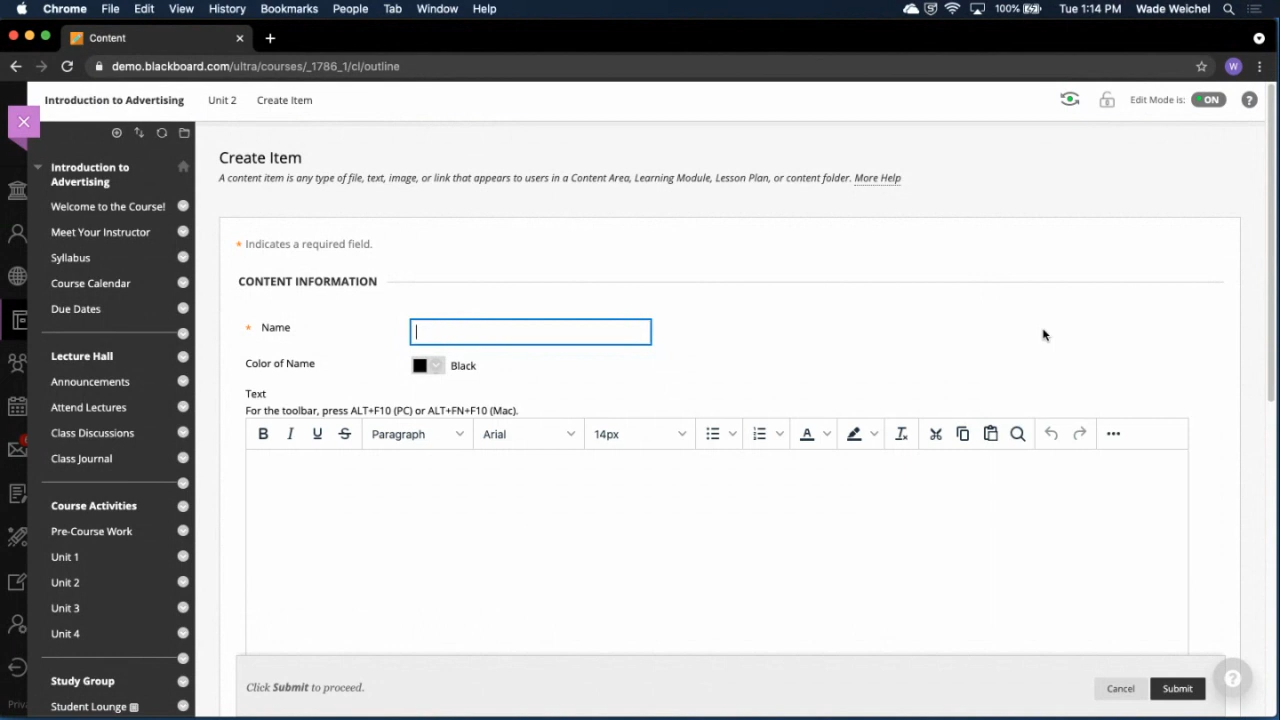 Chrome File Edit View History Bookmarks People Tab Window Help 100% Tue 1:14 PM Wade Weichel
Content
demo.blackboard.com/ultra/courses/_1786_1/cl/outline W
Introduction to Advertising Unit 2 Create Item Edit Mode is: ON ?
Introduction to
Advertising
Welcome to the Course!
Meet Your Instructor
Syllabus
Course Calendar
Due Dates
Lecture Hall
Announcements
Attend Lectures
Class Discussions
Class Journal
Course Activities
Pre-Course Work
Unit 1
Unit 2
Unit 3
Unit 4
Study Group
Student Lounge
Priva
Create Item
A content item is any type of file, text, image, or link that appears to users in a Content Area, Learning Module, Lesson Plan, or content folder. More Help
* Indicates a required field.
CONTENT INFORMATION
* Name
Color of Name Black
Text
For the toolbar, press ALT+F10 (PC) or ALT+FN+F10 (Mac).
B I U S Paragraph Arial 14px A
Click Submit to proceed. Cancel Submit ?